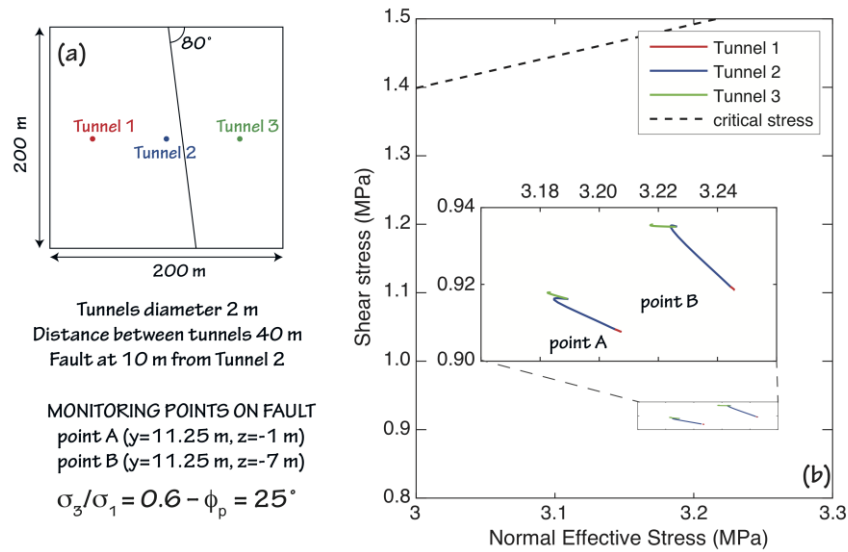 (a)
80°
Tunnel 1
Tunnel 2
Tunnel 3
200 m
200 m
Tunnels diameter 2 m
Distance between tunnels 40 m
Fault at 10 m from Tunnel 2
MONITORING POINTS ON FAULT
point A (y=11.25 m, z=-1 m)
point B (y=11.25 m, z=-7 m)
σ3/σ1 = 0.6 – ϕp = 25°
Shear stress (MPa)
1.5
1.4
1.3
1.2
1.1
1.0
0.9
0.8
Tunnel 1
Tunnel 2
Tunnel 3
critical stress
3.18
3.20
3.22
3.24
0.94
0.92
0.90
point A
point B
(b)
3
3.1
3.2
3.3
Normal Effective Stress (MPa)